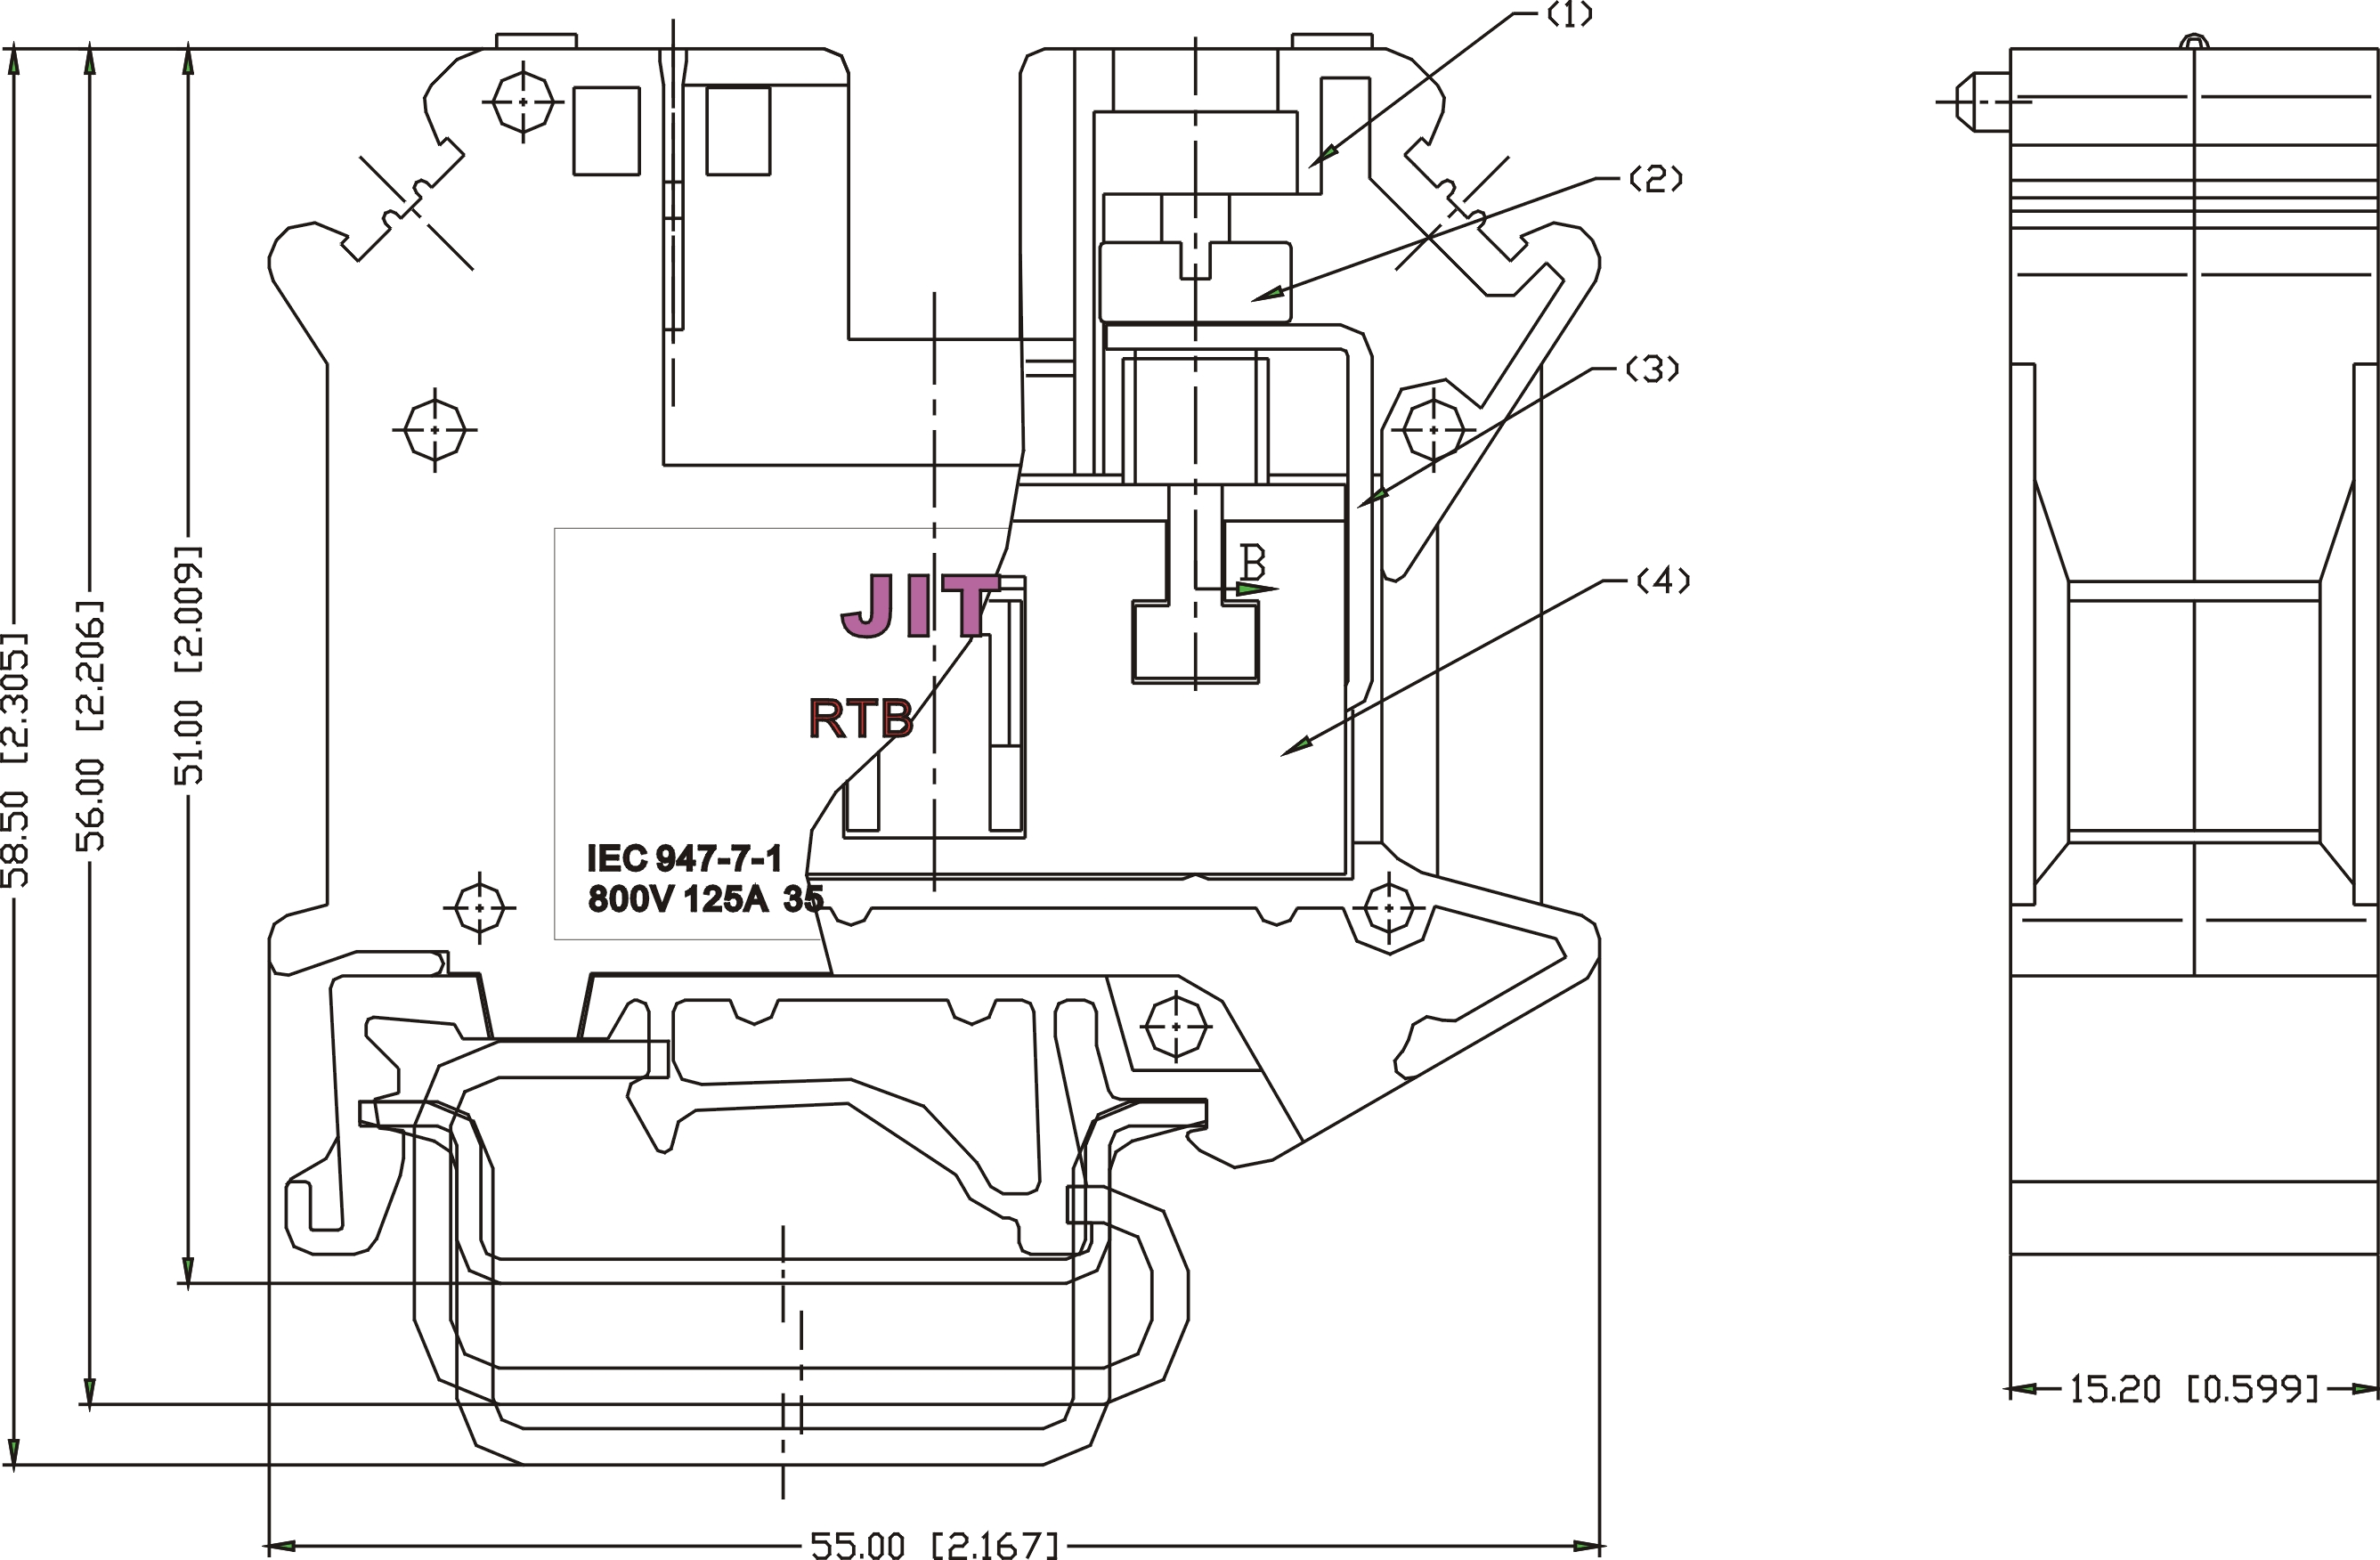 (1)
(2)
(3)
(4)
B
58.50 [2.305]
56.00 [2.206]
51.00 [2.009]
JIT
RTB
IEC 947-7-1
800V 125A 35
15.20 [0.599]
55.00 [2.167]